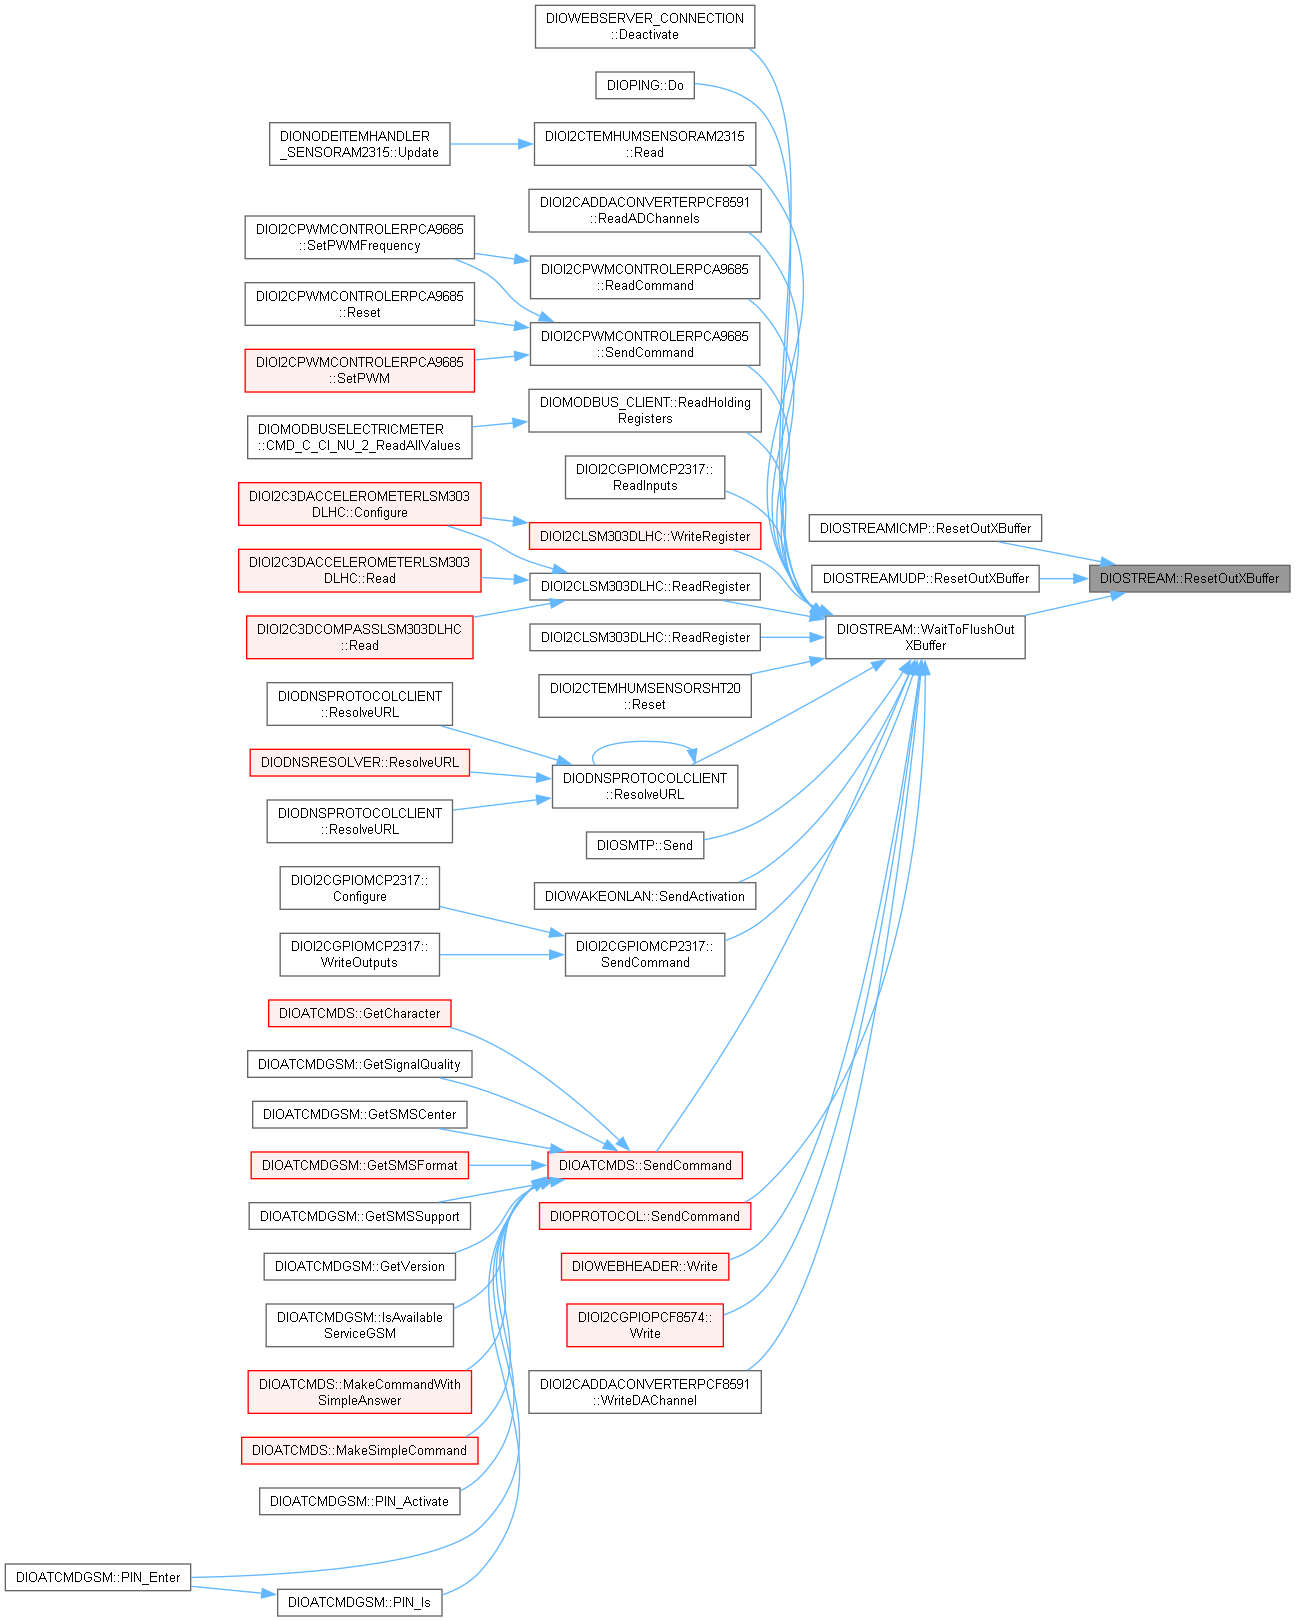 DIOWEBSERVER_CONNECTION
::Deactivate
DIOPING::Do
DIONODEITEMHANDLER
_SENSORAM2315::Update
DIOI2CTEMHUMSENSORAM2315
::Read
DIOI2CADDACONVERTERPCF8591
::ReadADChannels
DIOI2CPWMCONTROLERPCA9685
::SetPWMFrequency
DIOI2CPWMCONTROLERPCA9685
::ReadCommand
DIOI2CPWMCONTROLERPCA9685
::Reset
DIOI2CPWMCONTROLERPCA9685
::SendCommand
DIOI2CPWMCONTROLERPCA9685
::SetPWM
DIOMODBUS_CLIENT::ReadHolding
Registers
DIOMODBUSELECTRICMETER
::CMD_C_CI_NU_2_ReadAllValues
DIOI2CGPIOMCP2317::
ReadInputs
DIOI2C3DACCELEROMETERLSM303
DLHC::Configure
DIOI2CLSM303DLHC::WriteRegister
DIOSTREAMICMP::ResetOutXBuffer
DIOI2C3DACCELEROMETERLSM303
DLHC::Read
DIOI2CLSM303DLHC::ReadRegister
DIOSTREAMUDP::ResetOutXBuffer
DIOSTREAM::ResetOutXBuffer
DIOI2C3DCOMPASSLSM303DLHC
::Read
DIOI2CLSM303DLHC::ReadRegister
DIOSTREAM::WaitToFlushOut
XBuffer
DIOI2CTEMHUMSENSORSHT20
::Reset
DIODNSPROTOCOLCLIENT
::ResolveURL
DIODNSRESOLVER::ResolveURL
DIODNSPROTOCOLCLIENT
::ResolveURL
DIODNSPROTOCOLCLIENT
::ResolveURL
DIOSMTP::Send
DIOI2CGPIOMCP2317::
Configure
DIOWAKEONLAN::SendActivation
DIOI2CGPIOMCP2317::
WriteOutputs
DIOI2CGPIOMCP2317::
SendCommand
DIOATCMDS::GetCharacter
DIOATCMDGSM::GetSignalQuality
DIOATCMDGSM::GetSMSCenter
DIOATCMDGSM::GetSMSFormat
DIOATCMDS::SendCommand
DIOATCMDGSM::GetSMSSupport
DIOPROTOCOL::SendCommand
DIOATCMDGSM::GetVersion
DIOWEBHEADER::Write
DIOATCMDGSM::IsAvailable
ServiceGSM
DIOI2CGPIOPCF8574::
Write
DIOATCMDS::MakeCommandWith
SimpleAnswer
DIOI2CADDACONVERTERPCF8591
::WriteDAChannel
DIOATCMDS::MakeSimpleCommand
DIOATCMDGSM::PIN_Activate
DIOATCMDGSM::PIN_Enter
DIOATCMDGSM::PIN_Is